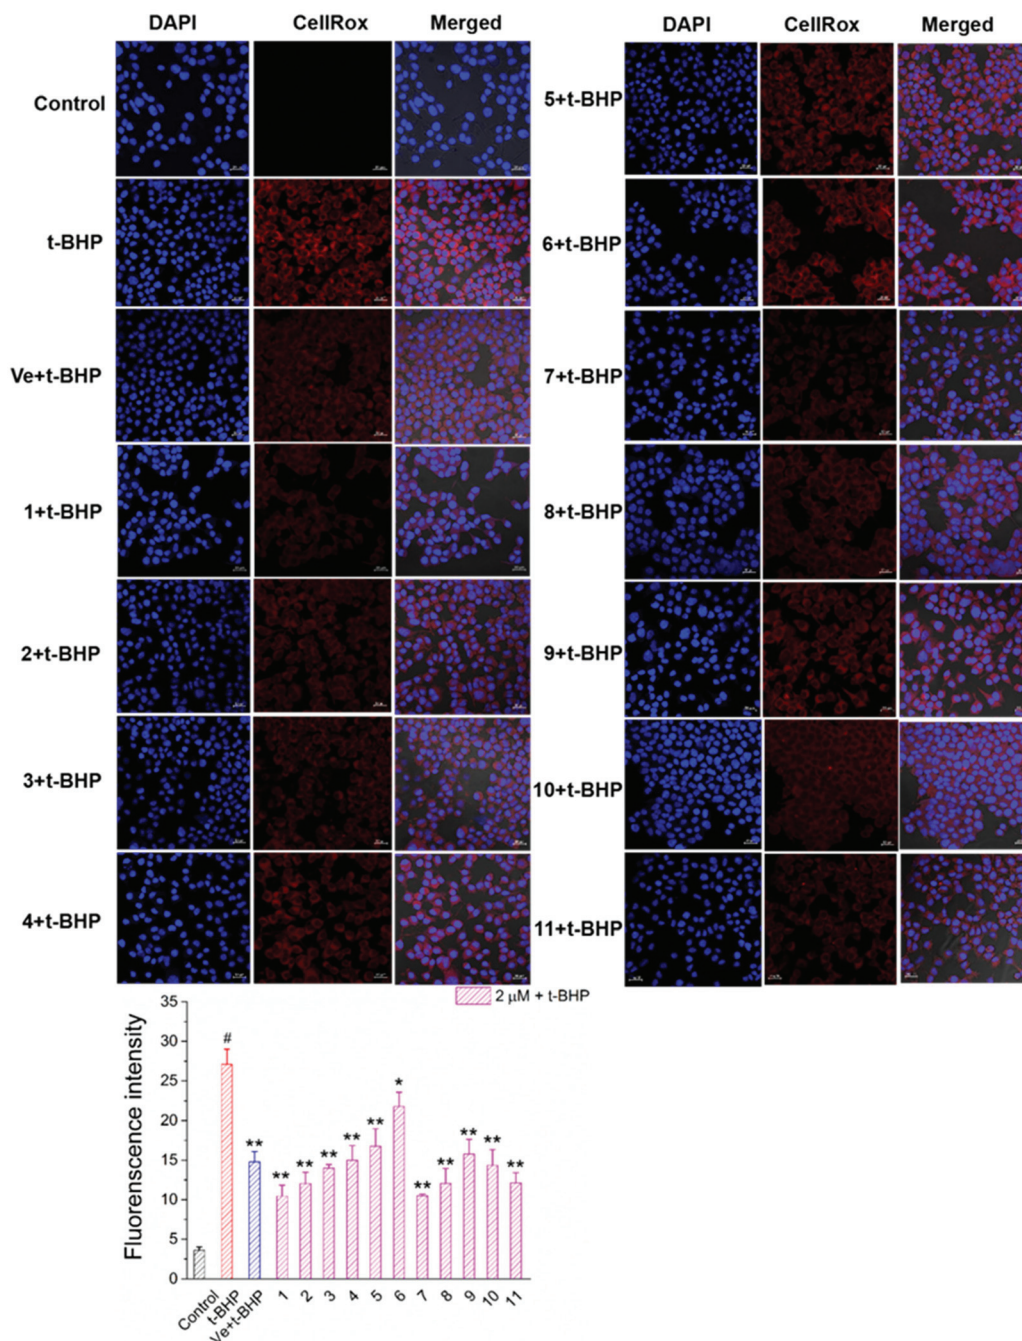 DAPI CellRox Merged DAPI CellRox Merged
Control
5+t-BHP
t-BHP
6+t-BHP
Ve+t-BHP
7+t-BHP
1+t-BHP
8+t-BHP
2+t-BHP
9+t-BHP
3+t-BHP
10+t-BHP
4+t-BHP
11+t-BHP
2 μM + t-BHP
Fluorenscence intensity
35
30
25
20
15
10
5
0
#
**
**
**
**
**
**
*
**
**
**
**
**
Control t-BHP Ve+t-BHP 1 2 3 4 5 6 7 8 9 10 11